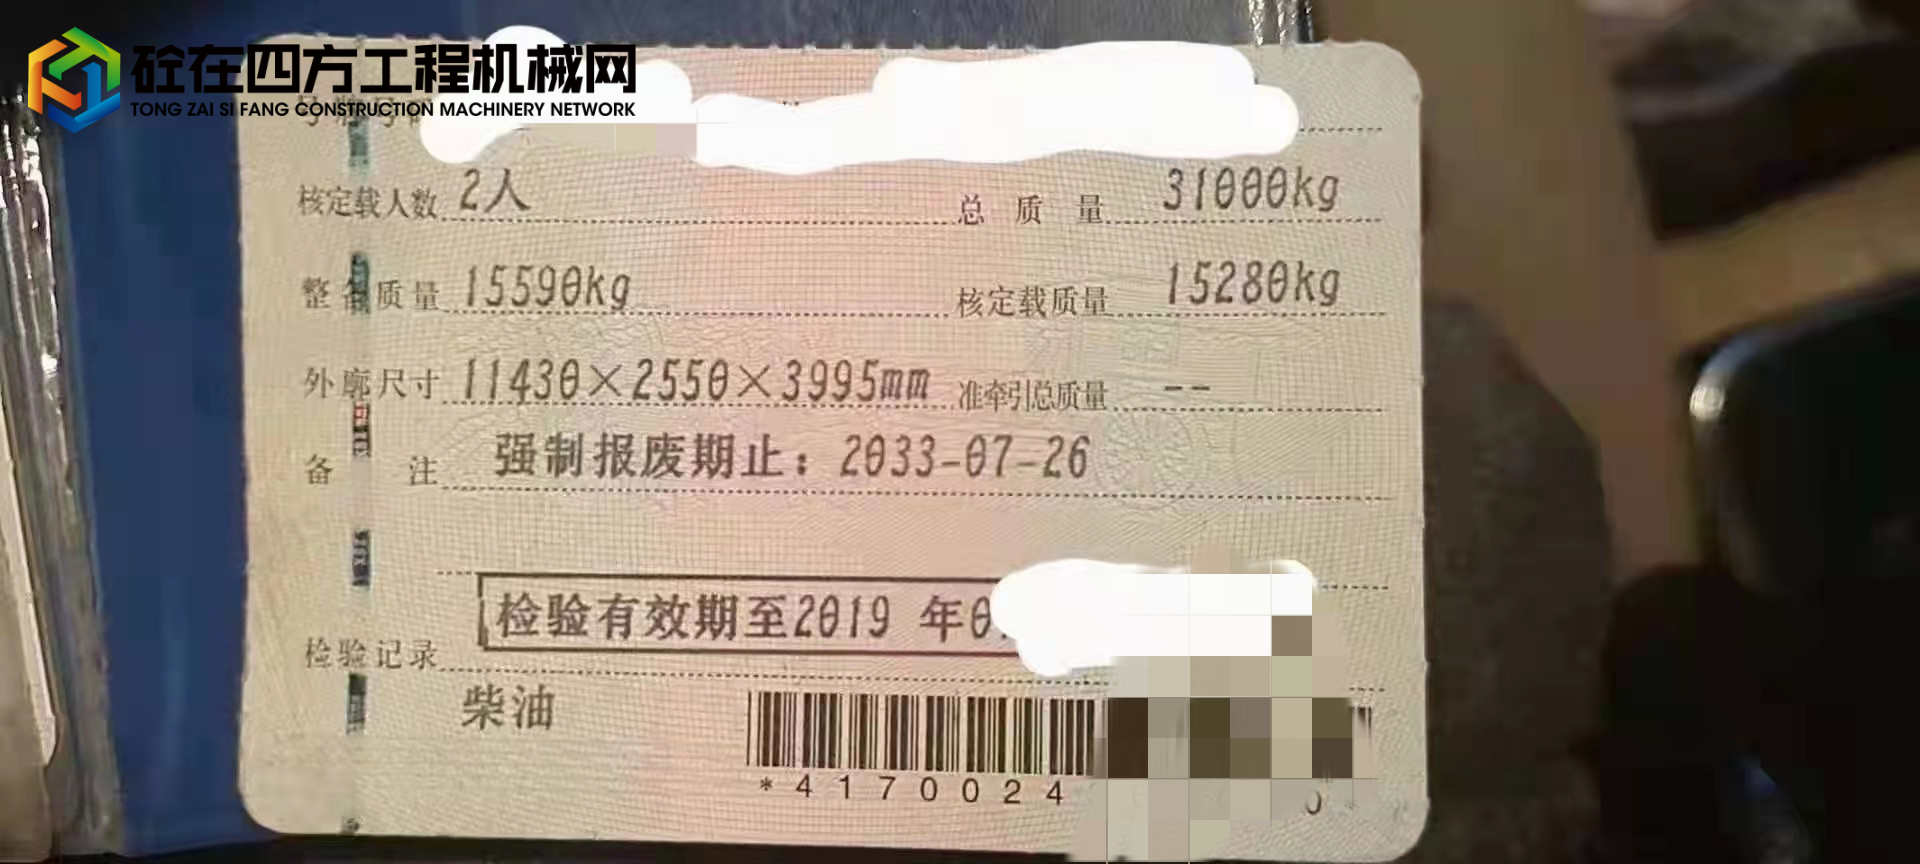 砼在四方工程机械网
TONG ZAI SI FANG CONSTRUCTION MACHINERY NETWORK
核定载人数 2人 总质量 31000kg
整备质量 15590kg 核定载质量 15280kg
外廓尺寸 11430×2550×3995mm 准牵引总质量 --
备注 强制报废期止：2033-07-26
检验有效期至2019 年0
检验记录
柴油
*4170024